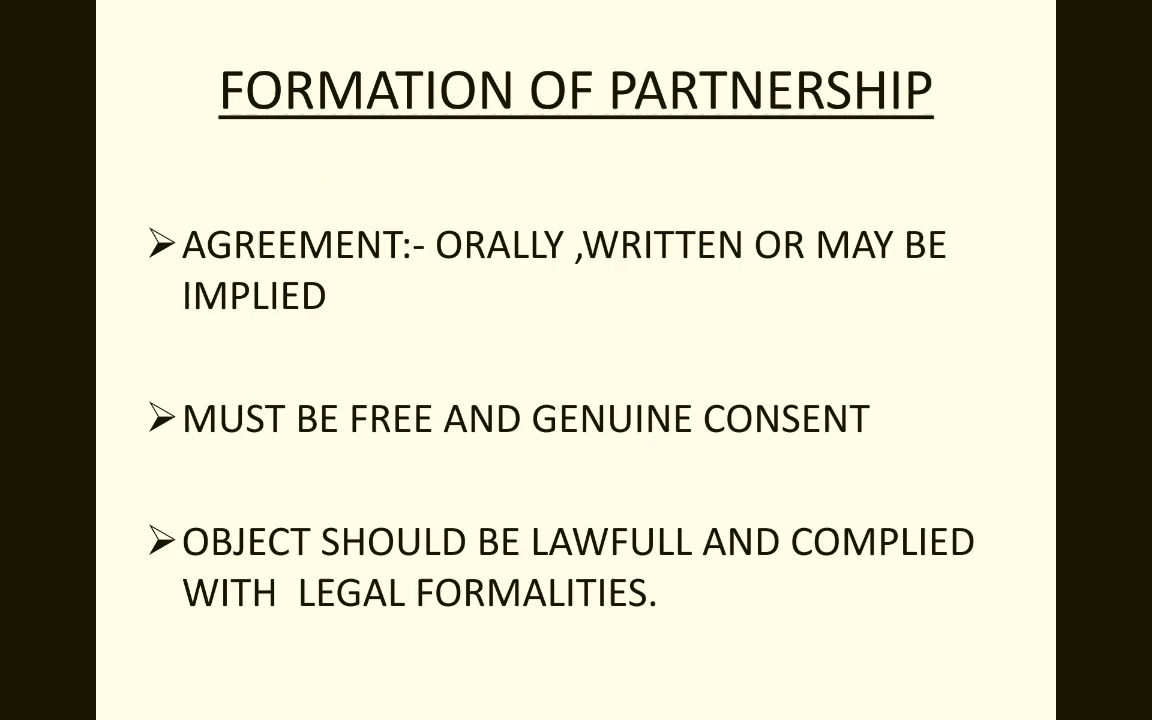 FORMATION OF PARTNERSHIP
➢AGREEMENT:- ORALLY ,WRITTEN OR MAY BE
IMPLIED
➢MUST BE FREE AND GENUINE CONSENT
➢OBJECT SHOULD BE LAWFULL AND COMPLIED
WITH  LEGAL FORMALITIES.